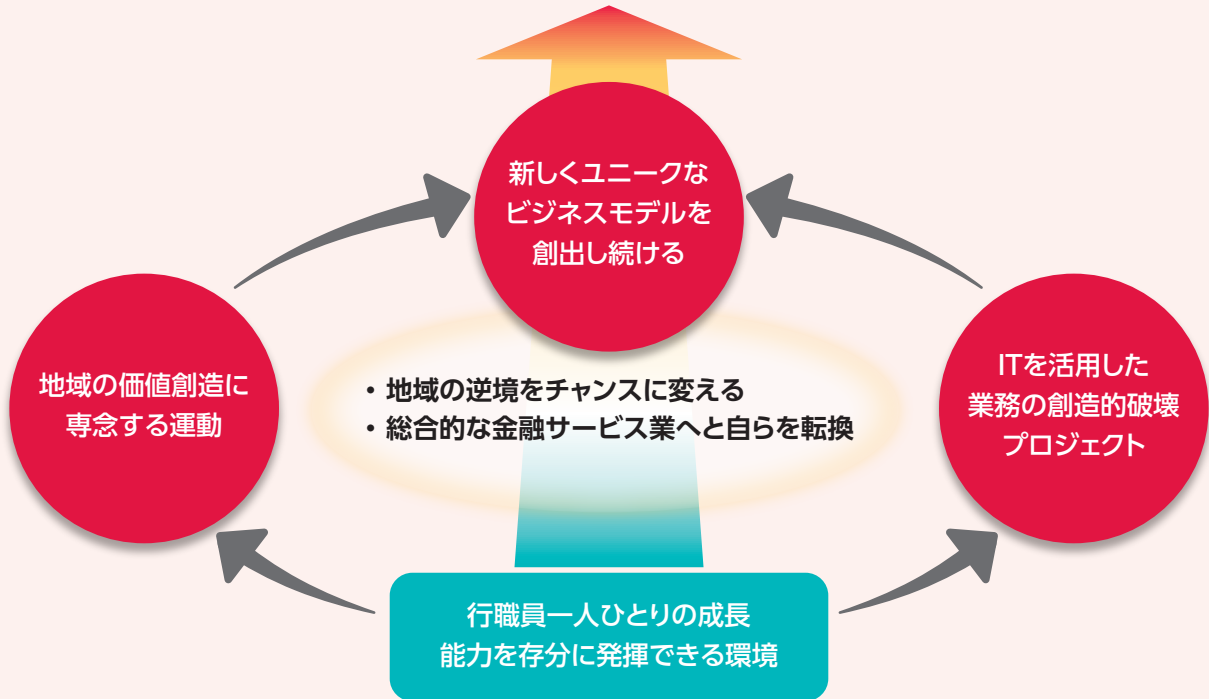 新しくユニークな
ビジネスモデルを
創出し続ける
地域の価値創造に
専念する運動
・地域の逆境をチャンスに変える
・総合的な金融サービス業へと自らを転換
ITを活用した
業務の創造的破壊
プロジェクト
行職員一人ひとりの成長
能力を存分に発揮できる環境